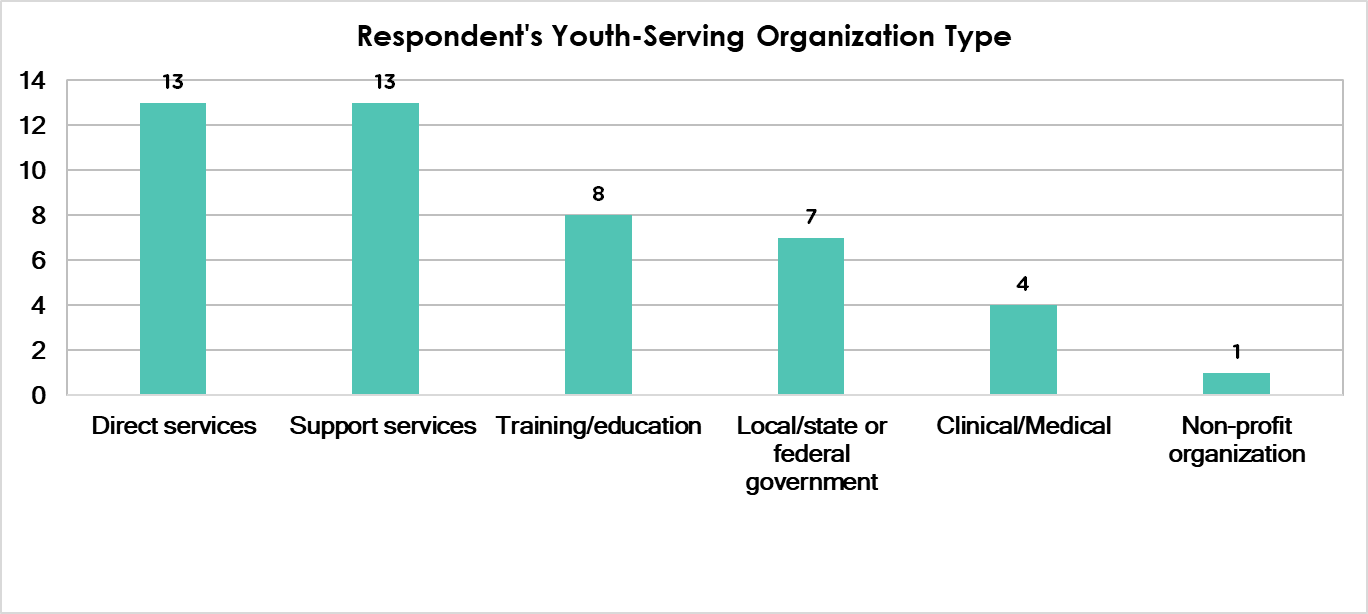 Respondent's Youth-Serving Organization Type
14
12
10
8
6
4
2
0
13
13
8
7
4
1
Direct services
Support services
Training/education
Local/state or
federal
government
Clinical/Medical
Non-profit
organization